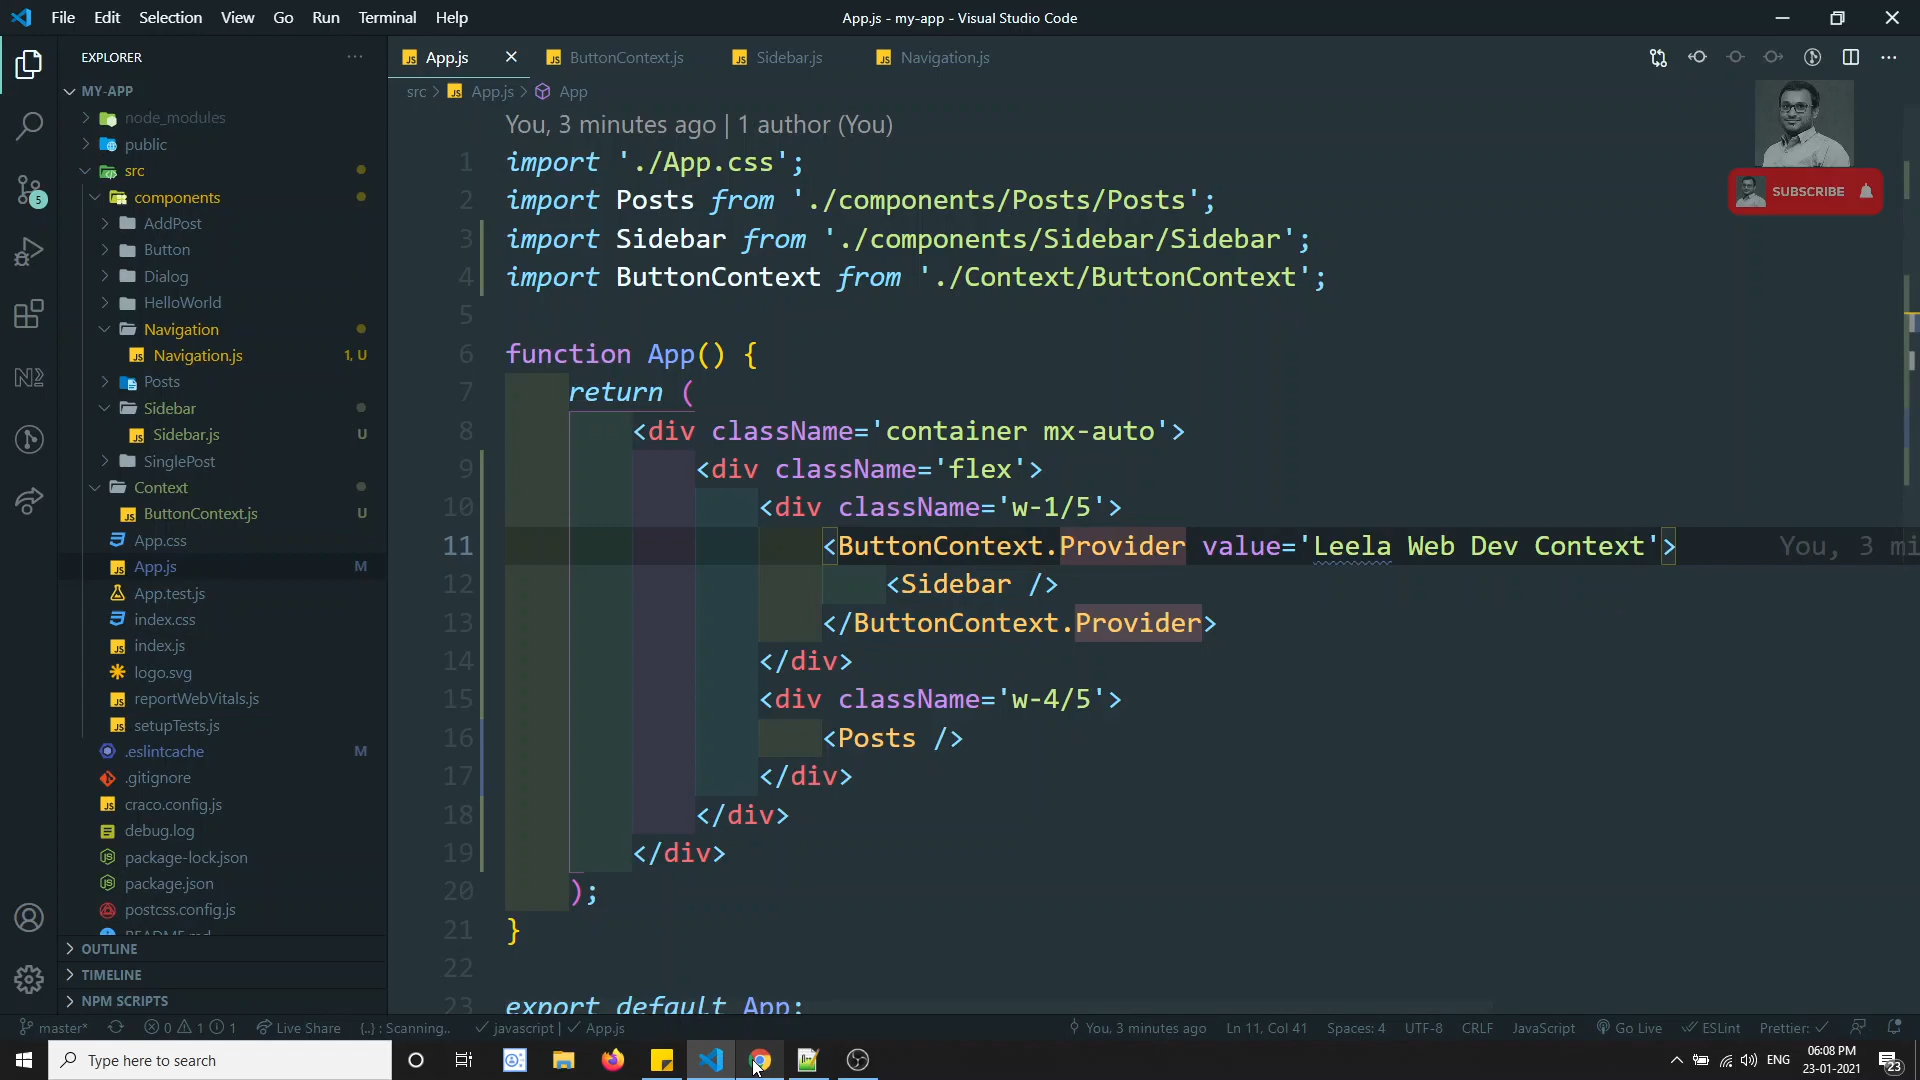 File Edit Selection View Go Run Terminal Help
App.js - my-app - Visual Studio Code
EXPLORER
MY-APP
node_modules
public
src
components
AddPost
Button
Dialog
HelloWorld
Navigation
Navigation.js 1, U
Posts
Sidebar
Sidebar.js U
SinglePost
Context
ButtonContext.js U
App.css
App.js M
App.test.js
index.css
index.js
logo.svg
reportWebVitals.js
setupTests.js
.eslintcache M
.gitignore
craco.config.js
debug.log
package-lock.json
package.json
postcss.config.js
README.md
OUTLINE
TIMELINE
NPM SCRIPTS
5
App.js ButtonContext.js Sidebar.js Navigation.js
src > App.js > App
You, 3 minutes ago | 1 author (You)
1 import './App.css';
2 import Posts from './components/Posts/Posts';
3 import Sidebar from './components/Sidebar/Sidebar';
4 import ButtonContext from './Context/ButtonContext';
5
6 function App() {
7 return (
8 <div className='container mx-auto'>
9 <div className='flex'>
10 <div className='w-1/5'>
11 <ButtonContext.Provider value='Leela Web Dev Context'> You, 3 mi
12 <Sidebar />
13 </ButtonContext.Provider>
14 </div>
15 <div className='w-4/5'>
16 <Posts />
17 </div>
18 </div>
19 </div>
20 );
21 }
22
23 export default App;
SUBSCRIBE
master* 0 1 1 Live Share {..} : Scanning.. javascript | App.js
You, 3 minutes ago Ln 11, Col 41 Spaces: 4 UTF-8 CRLF JavaScript Go Live ESLint Prettier:
Type here to search
ENG
06:08 PM
23-01-2021
23